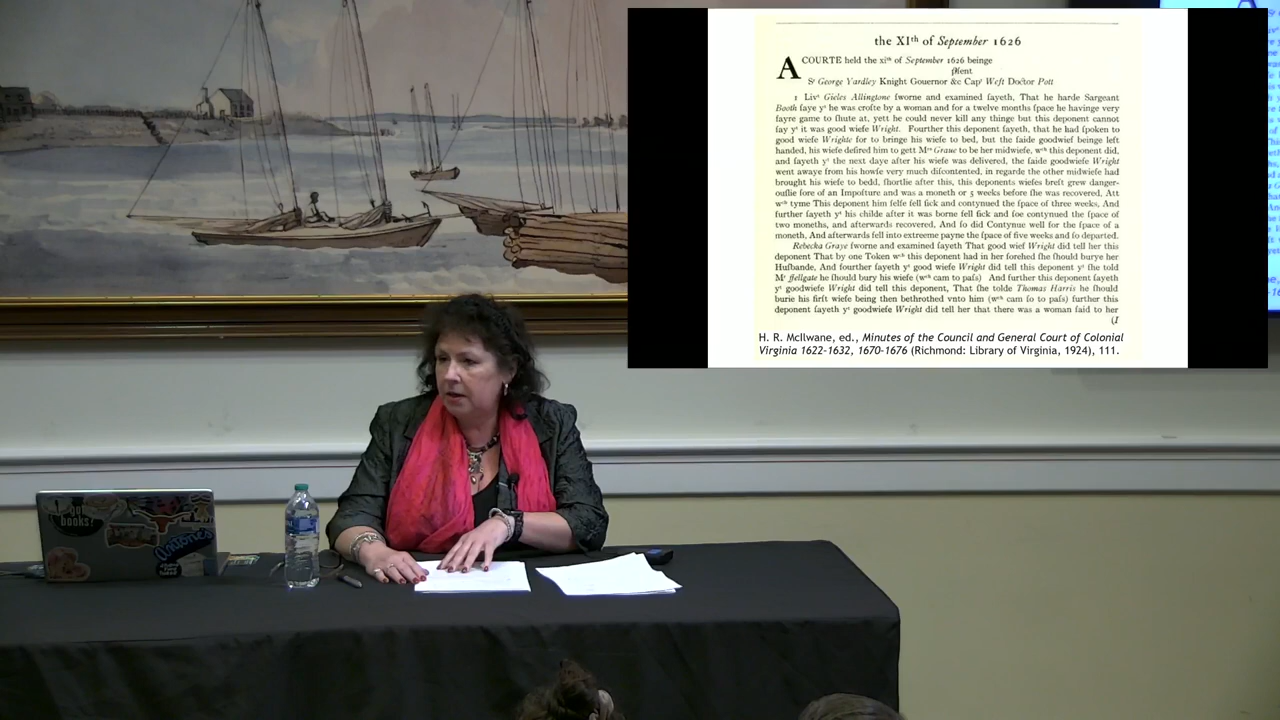 the XIth of September 1626
A COURTE held the xith of September 1626 beinge
p̃ſent
Sr George Yardley Knight Gouernor &c Capt Weſt Doctor Pott
1 Livt Gieles Allingtone ſworne and examined ſayeth, That he harde Sargeant
Booth ſaye yt he was croſte by a woman and for a twelve months ſpace he havinge very
fayre game to ſhute at, yett he could never kill any thinge but this deponent cannot
ſay yt it was good wiefe Wright. Fourther this deponent ſayeth, that he had ſpoken to
good wiefe Wrighte for to bringe his wiefe to bed, but the ſaide goodwief beinge left
handed, his wiefe deſired him to gett Mrs Graue to be her midwiefe, wch this deponent did,
and ſayeth yt the next daye after his wiefe was delivered, the ſaide goodwiefe Wright
went awaye from his howſe very much diſcontented, in regarde the other midwiefe had
brought his wiefe to bedd, ſhortlie after this, this deponents wiefes breſt grew danger-
ouſlie ſore of an Impoſture and was a moneth or 5 weeks before ſhe was recovered, Att
wch tyme This deponent him ſelfe fell ſick and contynued the ſpace of three weeks, And
further ſayeth yt his childe after it was borne fell ſick and ſoe contynued the ſpace of
two moneths, and afterwards recovered, And ſo did Contynue well for the ſpace of a
moneth, And afterwards fell into extreme payne the ſpace of five weeks and ſo departed.
Rebecka Graye ſworne and examined ſayeth That good wief Wright did tell her this
deponent That by one Token wch this deponent had in her forehed ſhe ſhould burye her
Huſbande, And fourther ſayeth yt good wiefe Wright did tell this deponent yt ſhe told
Mr ffellgate he ſhould bury his wiefe (wch cam to paſs) And further this deponent ſayeth
yt goodwiefe Wright did tell this deponent, That ſhe tolde Thomas Harris he ſhould
burie his firſt wiefe being then bethrothed vnto him (wch cam ſo to paſs) further this
deponent ſayeth yt goodwiefe Wright did tell her that there was a woman ſaid to her
(I
H. R. McIlwane, ed., Minutes of the Council and General Court of Colonial
Virginia 1622-1632, 1670-1676 (Richmond: Library of Virginia, 1924), 111.
books!
Antone's